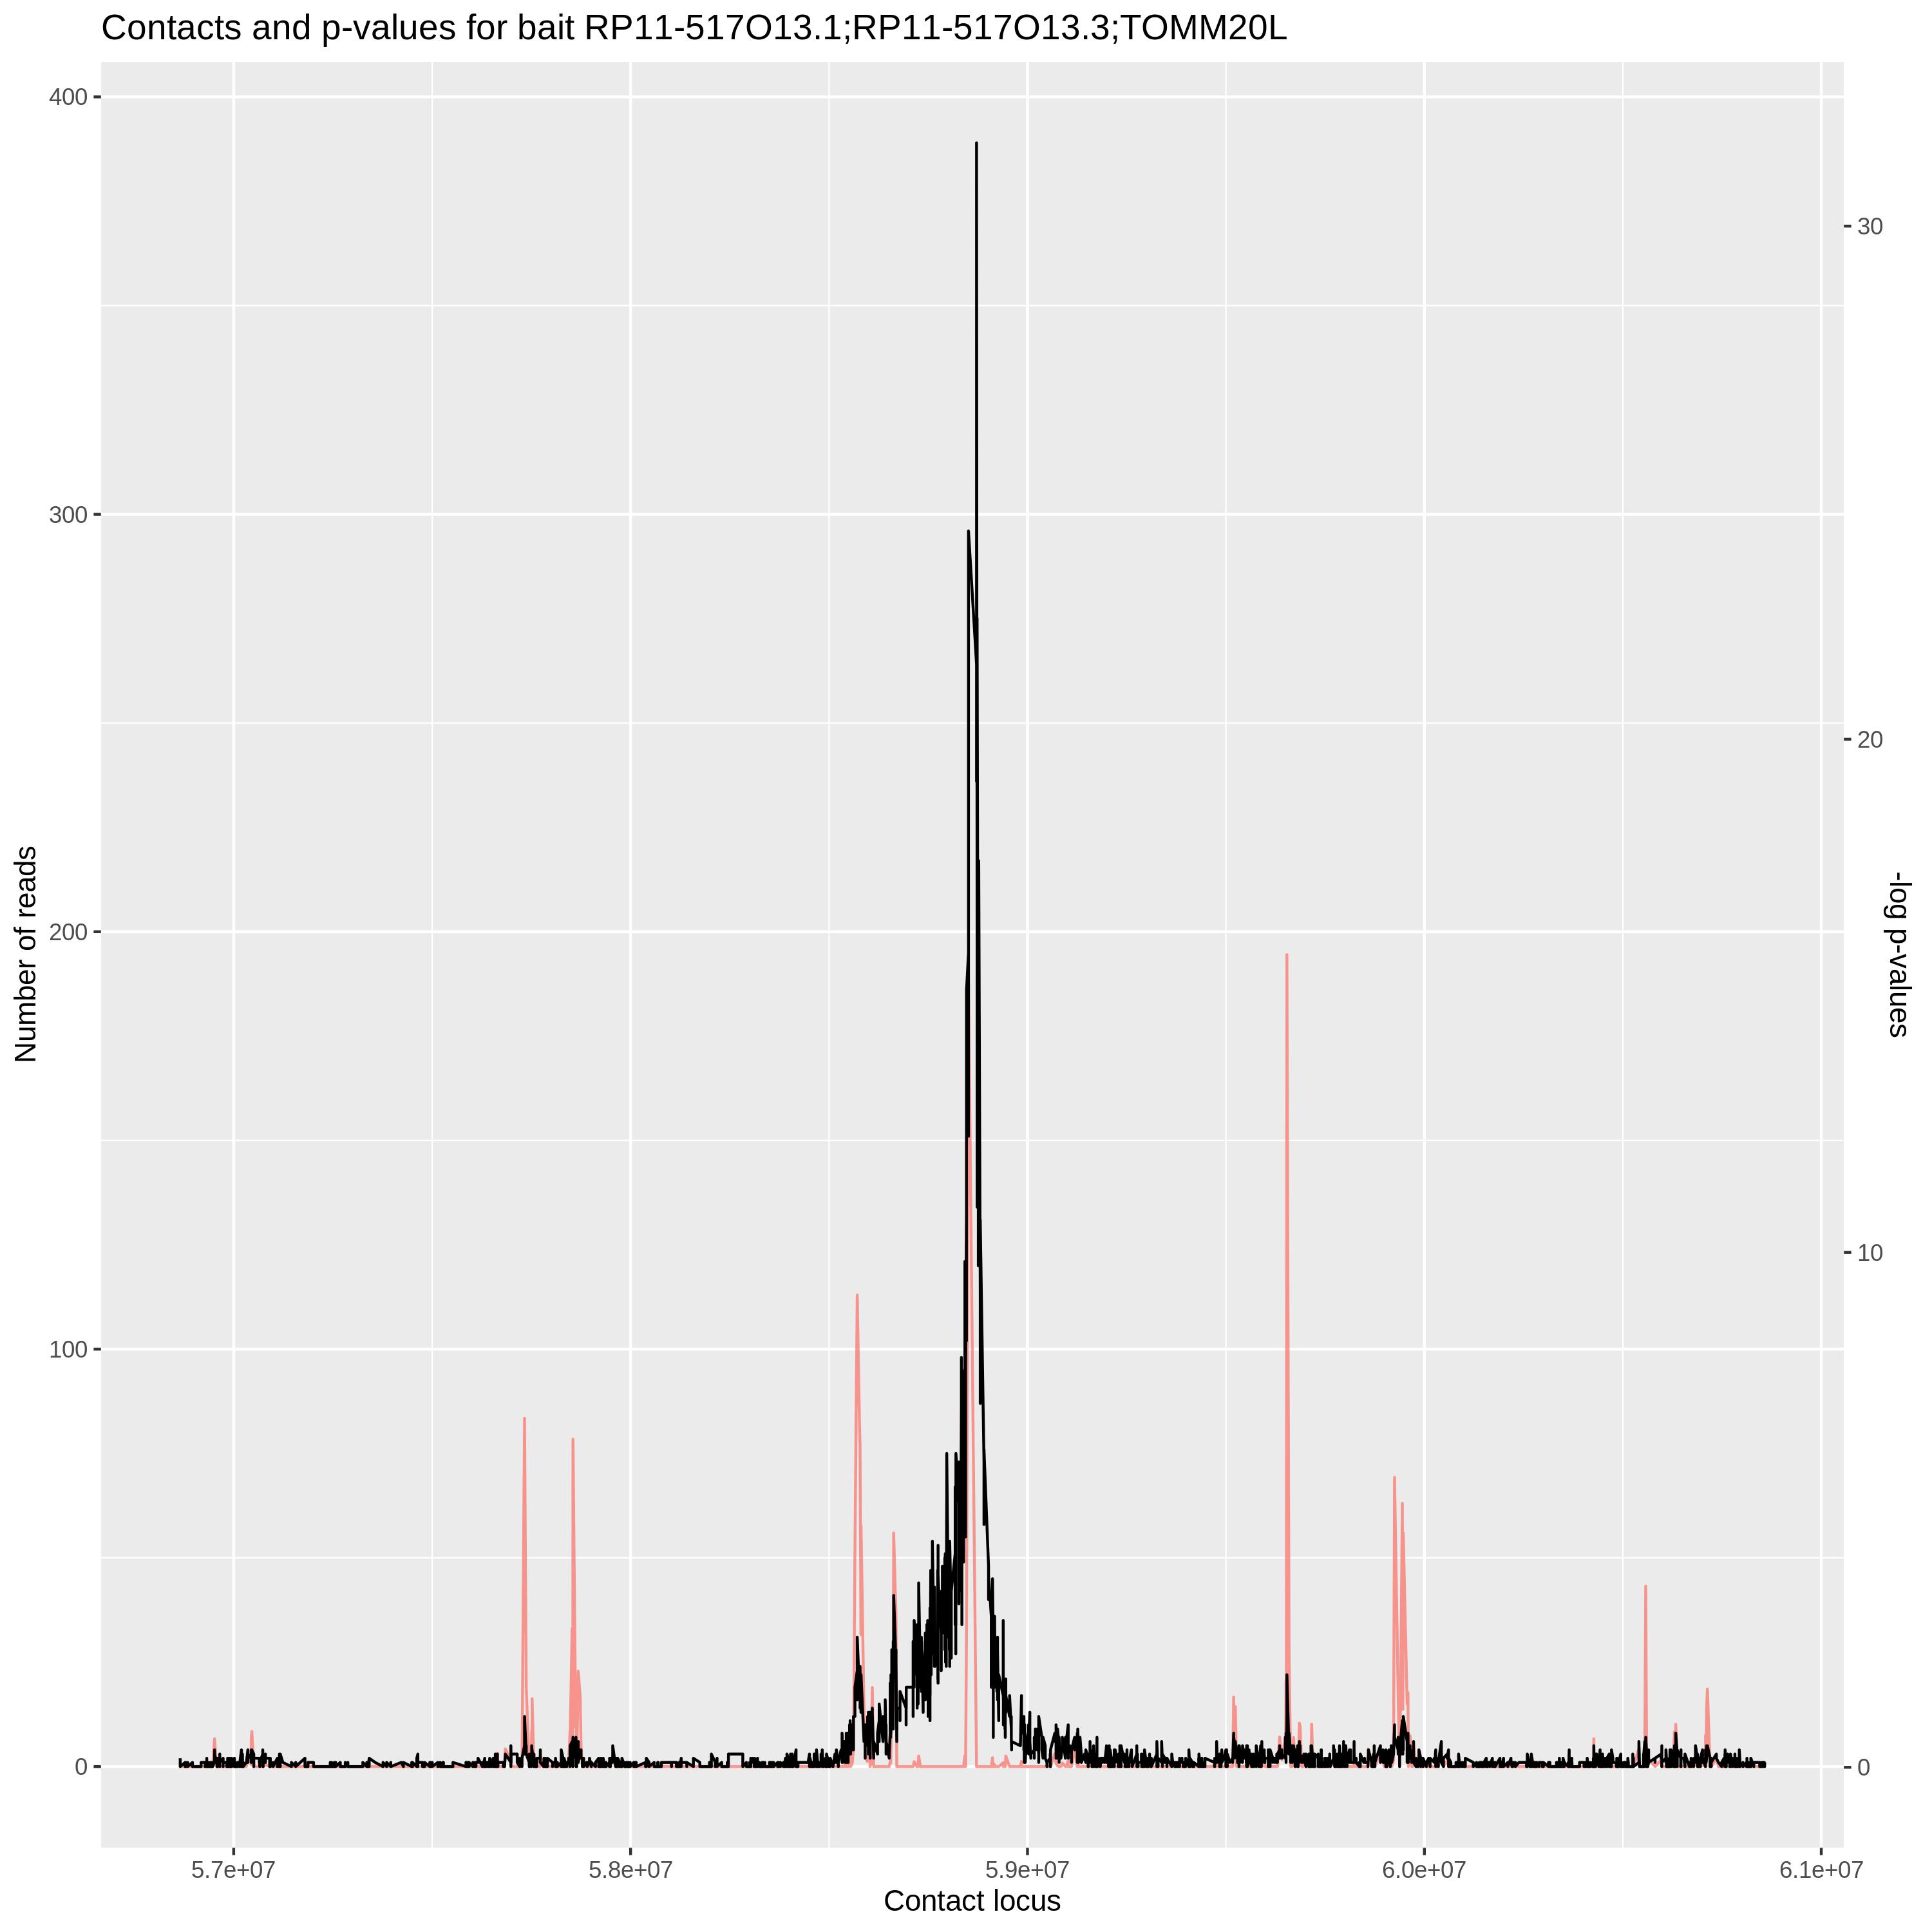 Contacts and p-values for bait RP11-517O13.1;RP11-517O13.3;TOMM20L
400
300
200
100
0
Number of reads
30
20
10
0
-log p-values
5.7e+07
5.8e+07
5.9e+07
6.0e+07
6.1e+07
Contact locus